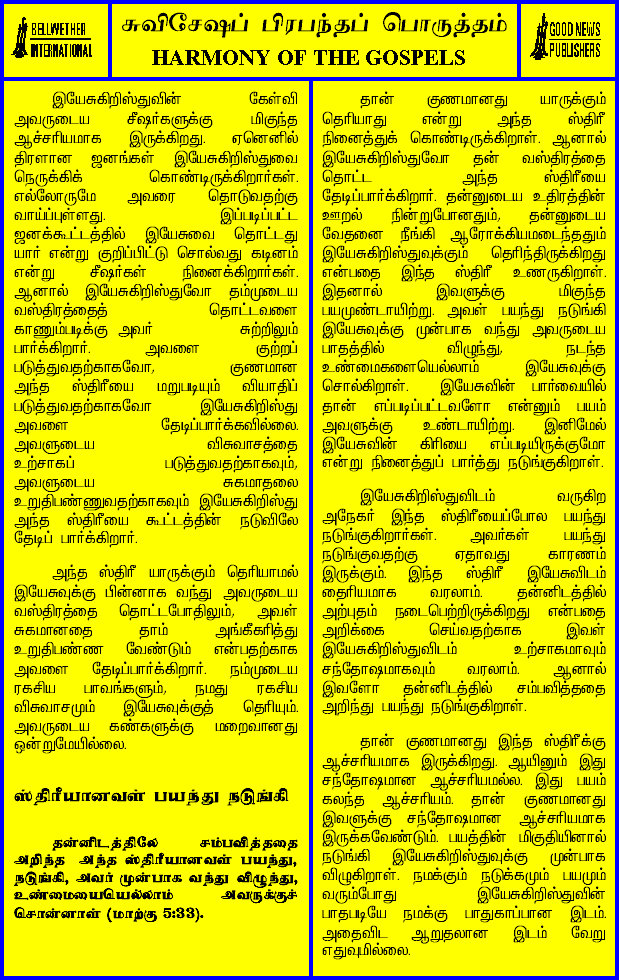 BELLWETHER
INTERNATIONAL
சுவிசேஷப் பிரபந்தப் பொருத்தம்
HARMONY OF THE GOSPELS
GOOD NEWS
PUBLISHERS
இயேசுகிறிஸ்துவின் கேள்வி
அவருடைய சீஷர்களுக்கு மிகுந்த
ஆச்சரியமாக இருக்கிறது. ஏனெனில்
திரளான ஜனங்கள் இயேசுகிறிஸ்துவை
நெருக்கிக் கொண்டிருக்கிறார்கள்.
எல்லோருமே அவரை தொடுவதற்கு
வாய்ப்புள்ளது. இப்படிப்பட்ட
ஜனக்கூட்டத்தில் இயேசுவை தொட்டது
யார் என்று குறிப்பிட்டு சொல்வது கடினம்
என்று சீஷர்கள் நினைக்கிறார்கள்.
ஆனால் இயேசுகிறிஸ்துவோ தம்முடைய
வஸ்திரத்தைத் தொட்டவளை
காணும்படிக்கு அவர் சுற்றிலும்
பார்க்கிறார். அவளை குற்றப்
படுத்துவதற்காகவோ, குணமான
அந்த ஸ்திரீயை மறுபடியும் வியாதிப்
படுத்துவதற்காகவோ இயேசுகிறிஸ்து
அவளை தேடிப்பார்க்கவில்லை.
அவளுடைய விசுவாசத்தை
உற்சாகப் படுத்துவதற்காகவும்,
அவளுடைய சுகமாதலை
உறுதிபண்ணுவதற்காகவும் இயேசுகிறிஸ்து
அந்த ஸ்திரீயை கூட்டத்தின் நடுவிலே
தேடிப் பார்க்கிறார்.
அந்த ஸ்திரீ யாருக்கும் தெரியாமல்
இயேசுவுக்கு பின்னாக வந்து அவருடைய
வஸ்திரத்தை தொட்டபோதிலும், அவள்
சுகமானதை தாம் அங்கீகரித்து
உறுதிபண்ண வேண்டும் என்பதற்காக
அவளை தேடிப்பார்க்கிறார். நம்முடைய
ரகசிய பாவங்களும், நமது ரகசிய
விசுவாசமும் இயேசுவுக்குத் தெரியும்.
அவருடைய கண்களுக்கு மறைவானது
ஒன்றுமேயில்லை.
ஸ்திரீயானவள் பயந்து நடுங்கி
தன்னிடத்திலே சம்பவித்ததை
அறிந்த அந்த ஸ்திரீயானவள் பயந்து,
நடுங்கி, அவர் முன்பாக வந்து விழுந்து,
உண்மையையெல்லாம் அவருக்குச்
சொன்னாள் (மாற்கு 5:33).
தான் குணமானது யாருக்கும்
தெரியாது என்று அந்த ஸ்திரீ
நினைத்துக் கொண்டிருக்கிறாள். ஆனால்
இயேசுகிறிஸ்துவோ தன் வஸ்திரத்தை
தொட்ட அந்த ஸ்திரீயை
தேடிப்பார்க்கிறார். தன்னுடைய உதிரத்தின்
ஊறல் நின்றுபோனதும், தன்னுடைய
வேதனை நீங்கி ஆரோக்கியமடைந்ததும்
இயேசுகிறிஸ்துவுக்கும் தெரிந்திருக்கிறது
என்பதை இந்த ஸ்திரீ உணருகிறாள்.
இதனால் இவளுக்கு மிகுந்த
பயமுண்டாயிற்று. அவள் பயந்து நடுங்கி
இயேசுவுக்கு முன்பாக வந்து அவருடைய
பாதத்தில் விழுந்து, நடந்த
உண்மைகளையெல்லாம் இயேசுவுக்கு
சொல்கிறாள். இயேசுவின் பார்வையில்
தான் எப்படிப்பட்டவளோ என்னும் பயம்
அவளுக்கு உண்டாயிற்று. இனிமேல்
இயேசுவின் கிரியை எப்படியிருக்குமோ
என்று நினைத்துப் பார்த்து நடுங்குகிறாள்.
இயேசுகிறிஸ்துவிடம் வருகிற
அநேகர் இந்த ஸ்திரீயைப்போல பயந்து
நடுங்குகிறார்கள். அவர்கள் பயந்து
நடுங்குவதற்கு ஏதாவது காரணம்
இருக்கும். இந்த ஸ்திரீ இயேசுவிடம்
தைரியமாக வரலாம். தன்னிடத்தில்
அற்புதம் நடைபெற்றிருக்கிறது என்பதை
அறிக்கை செய்வதற்காக இவள்
இயேசுகிறிஸ்துவிடம் உற்சாகமாவும்
சந்தோஷமாகவும் வரலாம். ஆனால்
இவளோ தன்னிடத்தில் சம்பவித்ததை
அறிந்து பயந்து நடுங்குகிறாள்.
தான் குணமானது இந்த ஸ்திரீக்கு
ஆச்சரியமாக இருக்கிறது. ஆயினும் இது
சந்தோஷமான ஆச்சரியமல்ல. இது பயம்
கலந்த ஆச்சரியம். தான் குணமானது
இவளுக்கு சந்தோஷமான ஆச்சரியமாக
இருக்கவேண்டும். பயத்தின் மிகுதியினால்
நடுங்கி இயேசுகிறிஸ்துவுக்கு முன்பாக
விழுகிறாள். நமக்கும் நடுக்கமும் பயமும்
வரும்போது இயேசுகிறிஸ்துவின்
பாதபடியே நமக்கு பாதுகாப்பான இடம்.
அதைவிட ஆறுதலான இடம் வேறு
எதுவுமில்லை.